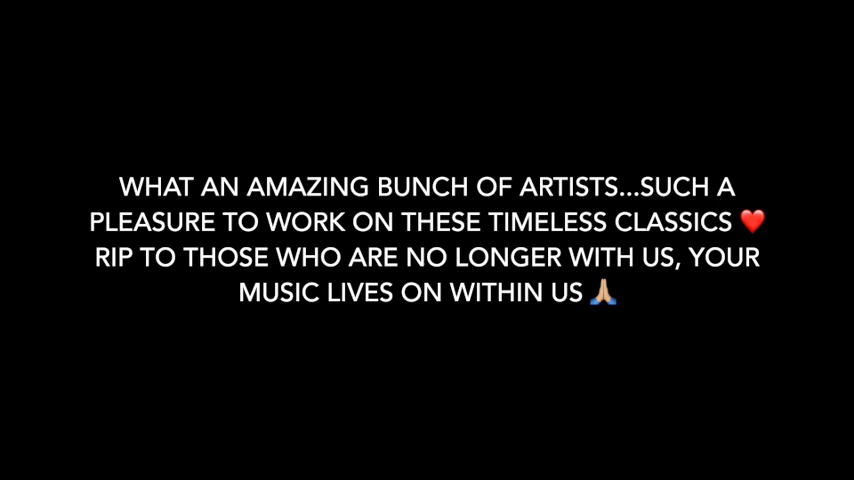 WHAT AN AMAZING BUNCH OF ARTISTS...SUCH A
PLEASURE TO WORK ON THESE TIMELESS CLASSICS ❤️
RIP TO THOSE WHO ARE NO LONGER WITH US, YOUR
MUSIC LIVES ON WITHIN US 🙏🏼